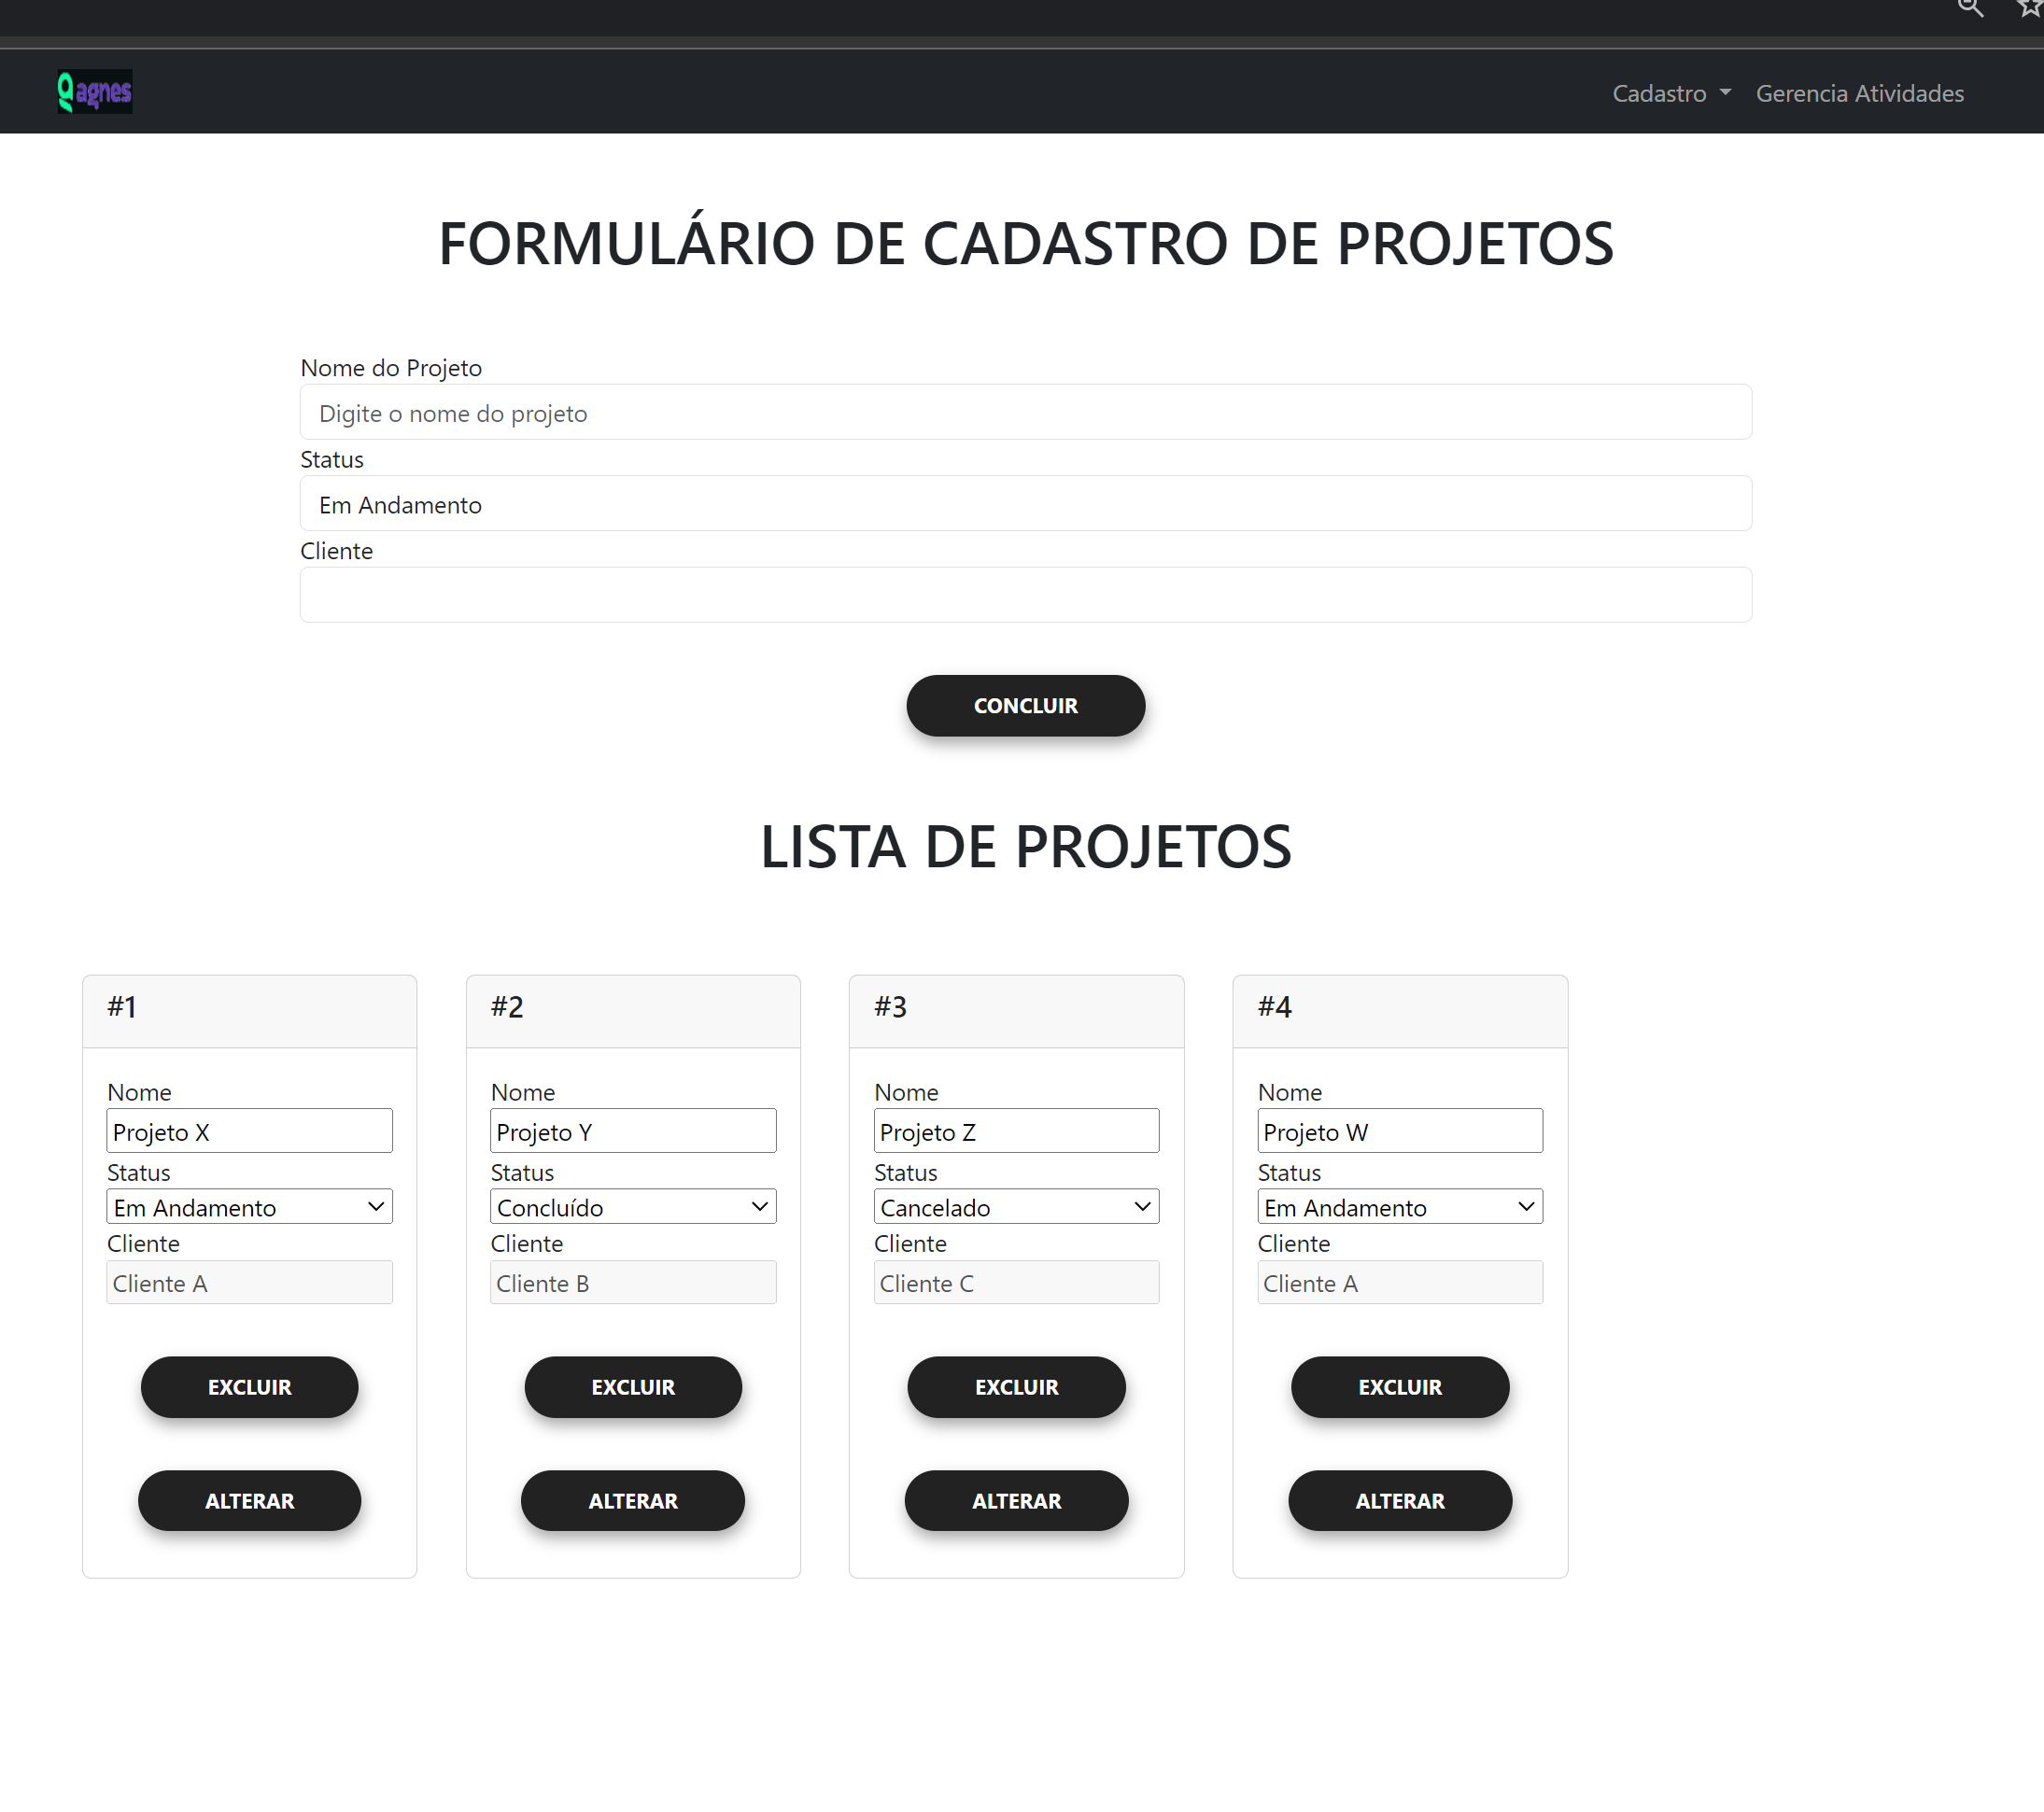 agnes
Cadastro Gerencia Atividades
FORMULÁRIO DE CADASTRO DE PROJETOS
Nome do Projeto
Digite o nome do projeto
Status
Em Andamento
Cliente
CONCLUIR
LISTA DE PROJETOS
#1
Nome
Projeto X
Status
Em Andamento
Cliente
Cliente A
EXCLUIR
ALTERAR
#2
Nome
Projeto Y
Status
Concluído
Cliente
Cliente B
EXCLUIR
ALTERAR
#3
Nome
Projeto Z
Status
Cancelado
Cliente
Cliente C
EXCLUIR
ALTERAR
#4
Nome
Projeto W
Status
Em Andamento
Cliente
Cliente A
EXCLUIR
ALTERAR